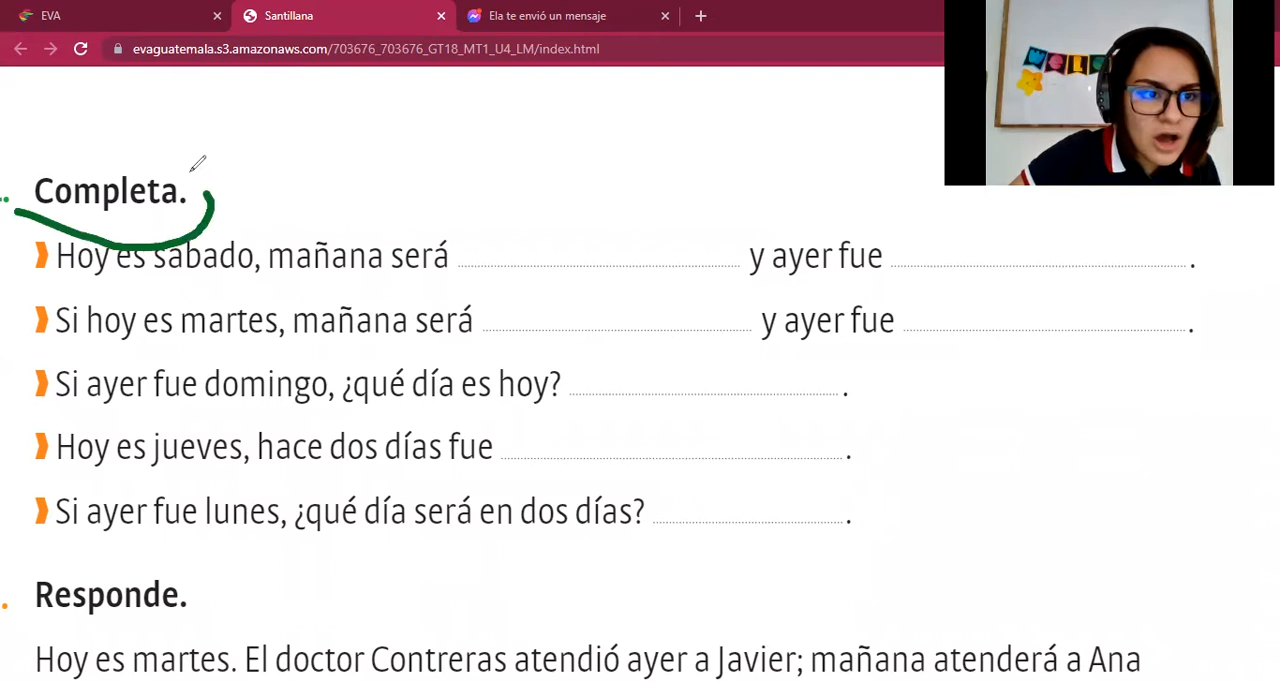 EVA
Santillana
Ela te envió un mensaje
evaguatemala.s3.amazonaws.com/703676_703676_GT18_MT1_U4_LM/index.html
Completa.
Hoy es sábado, mañana será y ayer fue .
Si hoy es martes, mañana será y ayer fue .
Si ayer fue domingo, ¿qué día es hoy? .
Hoy es jueves, hace dos días fue .
Si ayer fue lunes, ¿qué día será en dos días? .
Responde.
Hoy es martes. El doctor Contreras atendió ayer a Javier; mañana atenderá a Ana